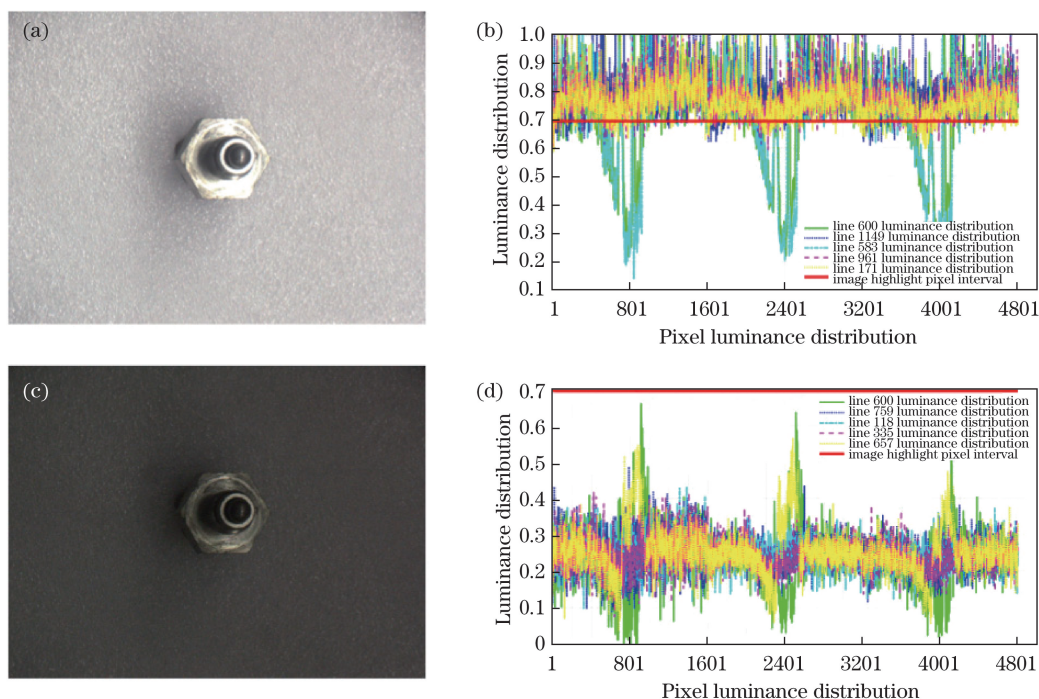 (a)
(b)
1.0
0.9
0.8
0.7
0.6
0.5
0.4
0.3
0.2
0.1
Luminance distribution
line 600 luminance distribution
line 1149 luminance distribution
line 583 luminance distribution
line 961 luminance distribution
line 171 luminance distribution
image highlight pixel interval
1 801 1601 2401 3201 4001 4801
Pixel luminance distribution
(c)
(d)
0.7
0.6
0.5
0.4
0.3
0.2
0.1
0
Luminance distribution
line 600 luminance distribution
line 759 luminance distribution
line 118 luminance distribution
line 335 luminance distribution
line 657 luminance distribution
image highlight pixel interval
1 801 1601 2401 3201 4001 4801
Pixel luminance distribution